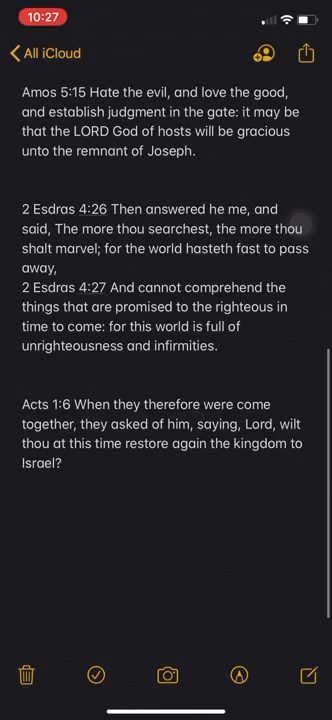 10:27
All iCloud
Amos 5:15 Hate the evil, and love the good,
and establish judgment in the gate: it may be
that the LORD God of hosts will be gracious
unto the remnant of Joseph.
2 Esdras 4:26 Then answered he me, and
said, The more thou searchest, the more thou
shalt marvel; for the world hasteth fast to pass
away,
2 Esdras 4:27 And cannot comprehend the
things that are promised to the righteous in
time to come: for this world is full of
unrighteousness and infirmities.
Acts 1:6 When they therefore were come
together, they asked of him, saying, Lord, wilt
thou at this time restore again the kingdom to
Israel?